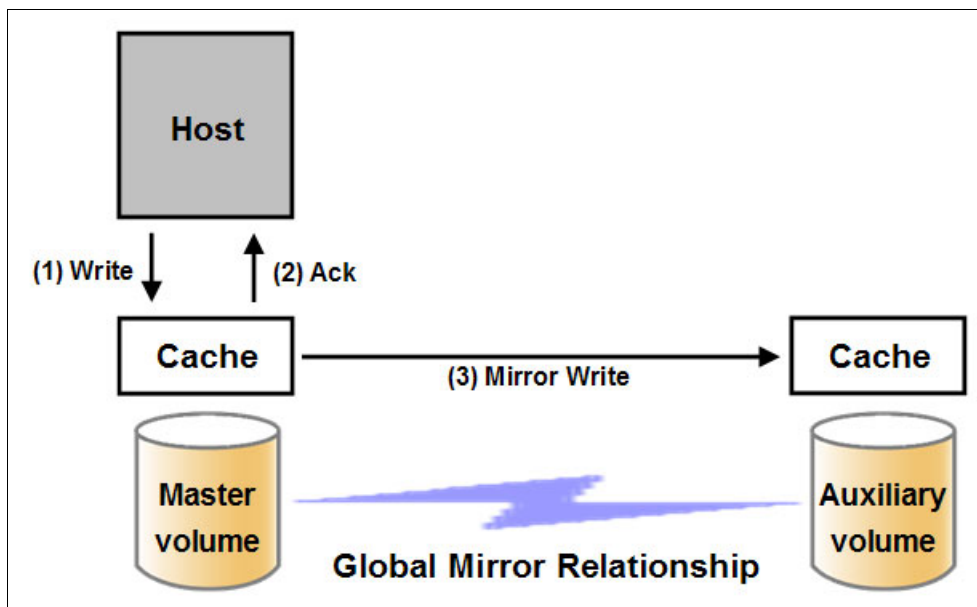 Host
(1) Write
(2) Ack
Cache
Cache
(3) Mirror Write
Master
volume
Auxiliary
volume
Global Mirror Relationship